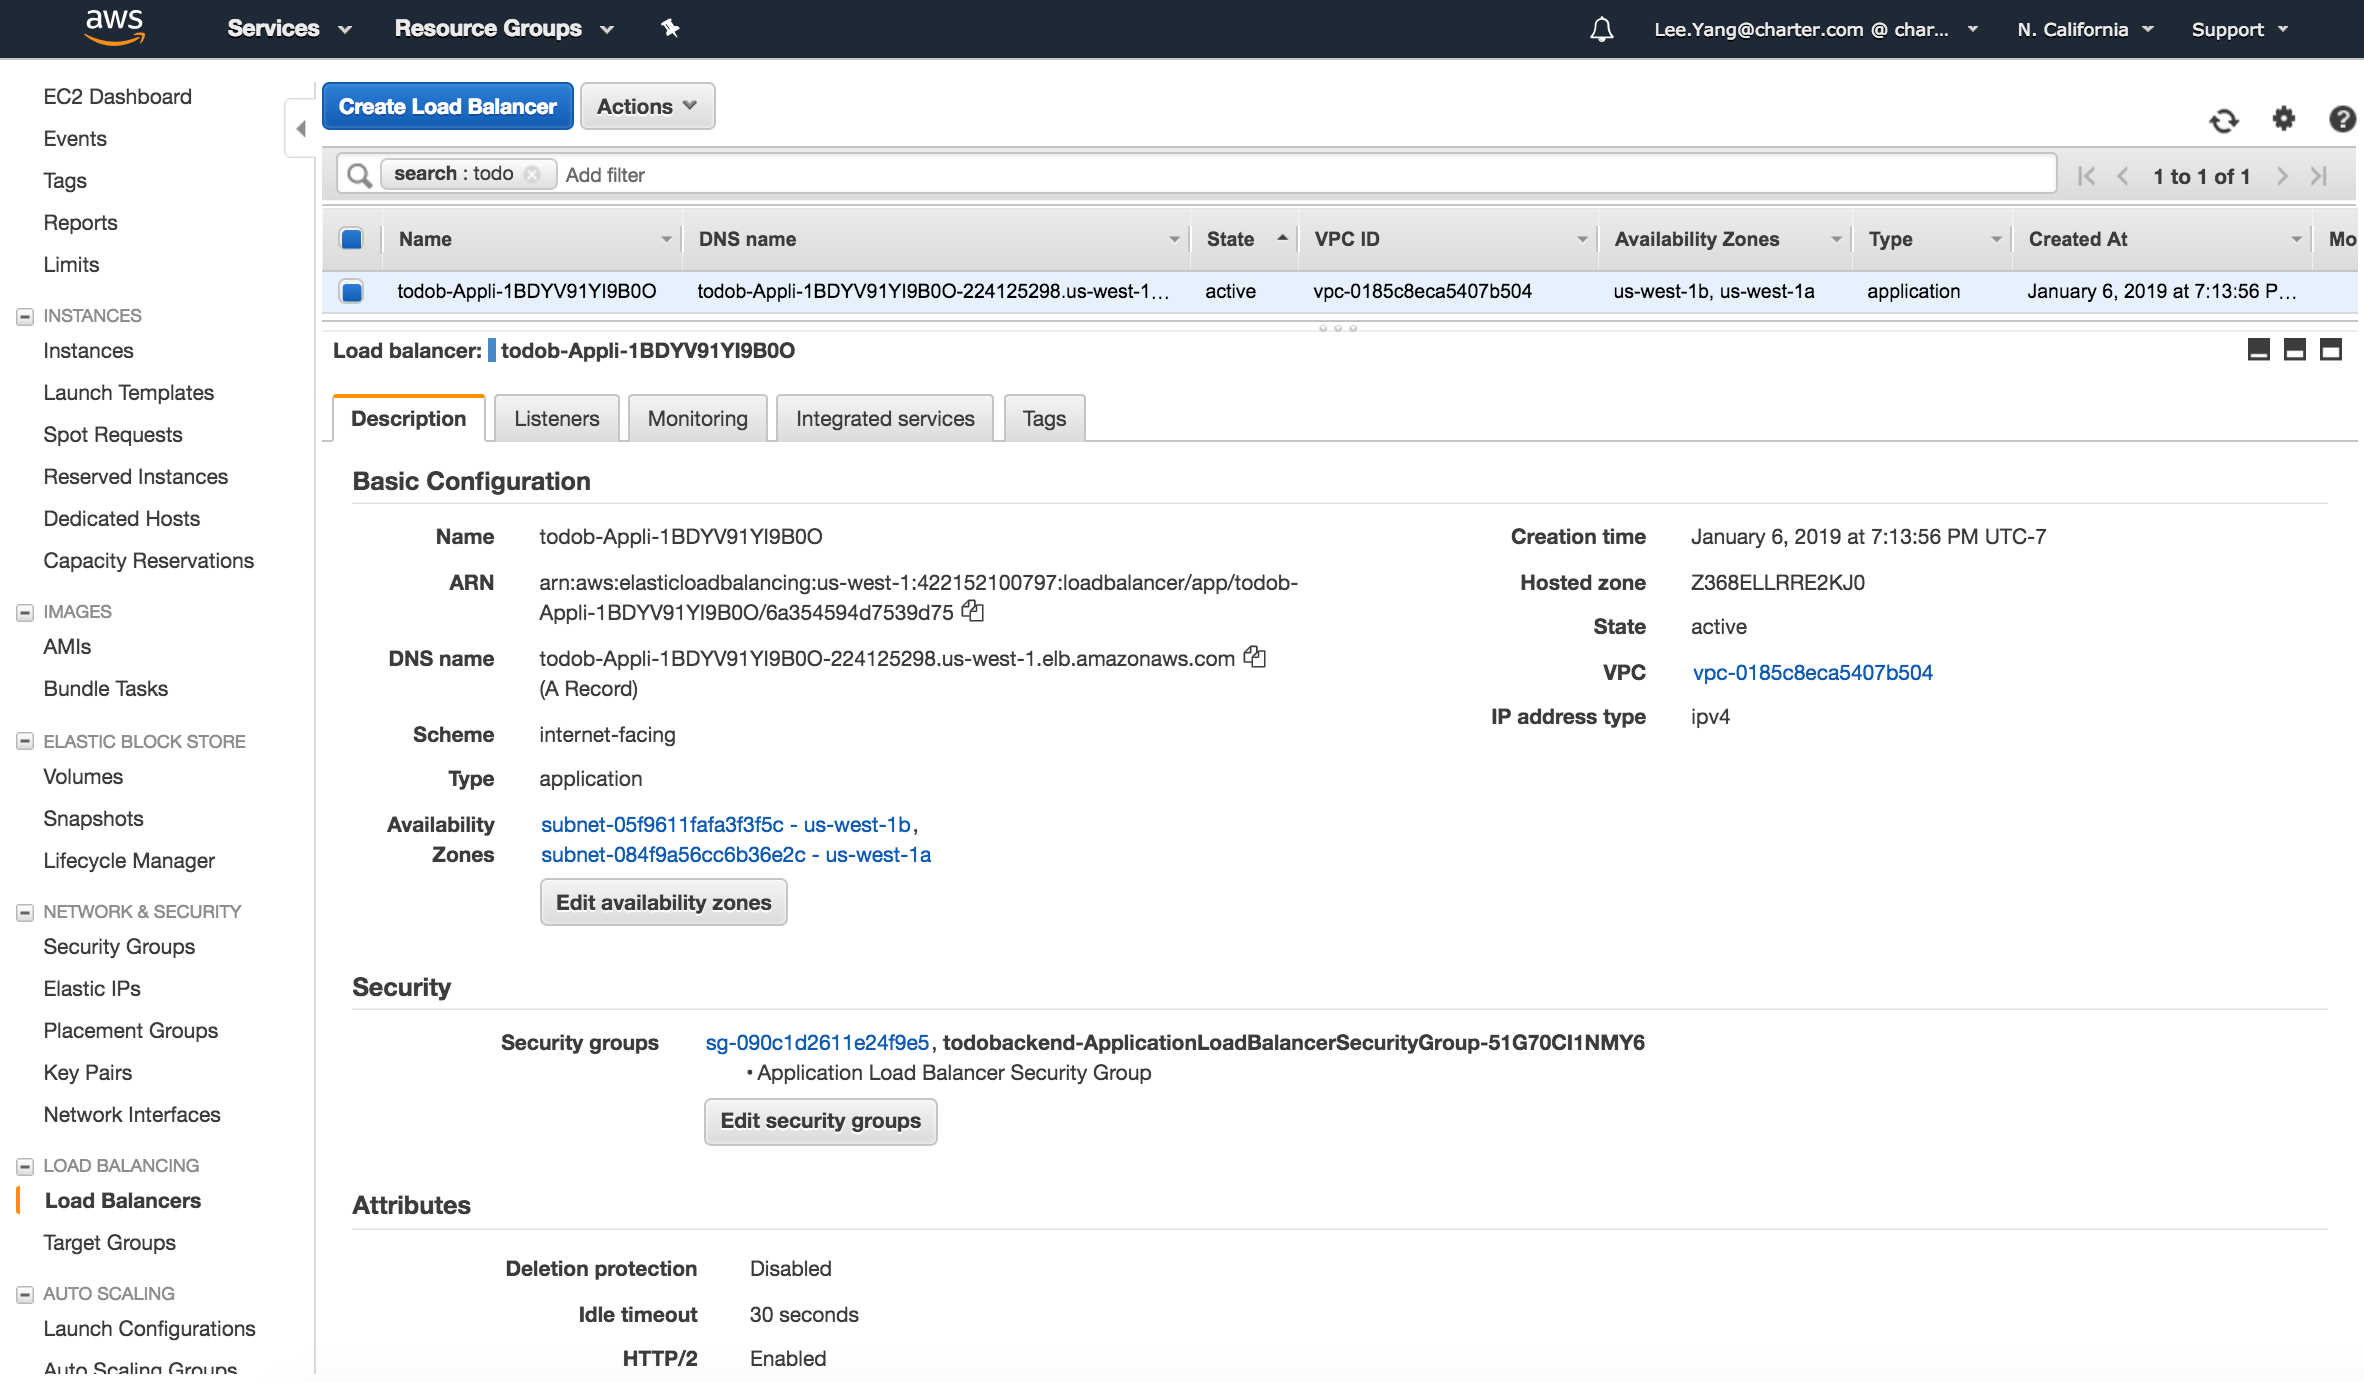 aws Services Resource Groups Lee.Yang@charter.com @ char... N. California Support
EC2 Dashboard
Events
Tags
Reports
Limits
INSTANCES
Instances
Launch Templates
Spot Requests
Reserved Instances
Dedicated Hosts
Capacity Reservations
IMAGES
AMIs
Bundle Tasks
ELASTIC BLOCK STORE
Volumes
Snapshots
Lifecycle Manager
NETWORK & SECURITY
Security Groups
Elastic IPs
Placement Groups
Key Pairs
Network Interfaces
LOAD BALANCING
Load Balancers
Target Groups
AUTO SCALING
Launch Configurations
Auto Scaling Groups
Create Load Balancer Actions
search : todo Add filter 1 to 1 of 1
Name DNS name State VPC ID Availability Zones Type Created At Mo
todob-Appli-1BDYV91YI9B0O todob-Appli-1BDYV91YI9B0O-224125298.us-west-1... active vpc-0185c8eca5407b504 us-west-1b, us-west-1a application January 6, 2019 at 7:13:56 P...
Load balancer: todob-Appli-1BDYV91YI9B0O
Description Listeners Monitoring Integrated services Tags
Basic Configuration
Name todob-Appli-1BDYV91YI9B0O
ARN arn:aws:elasticloadbalancing:us-west-1:422152100797:loadbalancer/app/todob-
Appli-1BDYV91YI9B0O/6a354594d7539d75
DNS name todob-Appli-1BDYV91YI9B0O-224125298.us-west-1.elb.amazonaws.com
(A Record)
Scheme internet-facing
Type application
Availability subnet-05f9611fafa3f3f5c - us-west-1b,
Zones subnet-084f9a56cc6b36e2c - us-west-1a
Edit availability zones
Creation time January 6, 2019 at 7:13:56 PM UTC-7
Hosted zone Z368ELLRRE2KJ0
State active
VPC vpc-0185c8eca5407b504
IP address type ipv4
Security
Security groups sg-090c1d2611e24f9e5, todobackend-ApplicationLoadBalancerSecurityGroup-51G70CI1NMY6
• Application Load Balancer Security Group
Edit security groups
Attributes
Deletion protection Disabled
Idle timeout 30 seconds
HTTP/2 Enabled